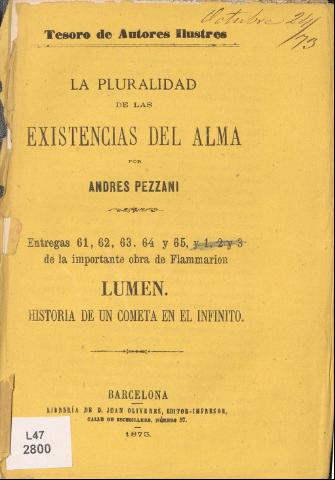 Octubre 24/73
Tesoro de Autores Ilustres
LA PLURALIDAD
DE LAS
EXISTENCIAS DEL ALMA
POR
ANDRES PEZZANI
Entregas 61, 62, 63. 64 y 65, y 1. 2 y 3
de la importante obra de Flammarion
LUMEN.
HISTORIA DE UN COMETA EN EL INFINITO.
BARCELONA
LIBRERÍA DE D. JUAN OLIVERES, EDITOR-IMPRESOR,
CALLE DE ESCUDILLERS, NÚMERO 57.
1873.
L47
2800